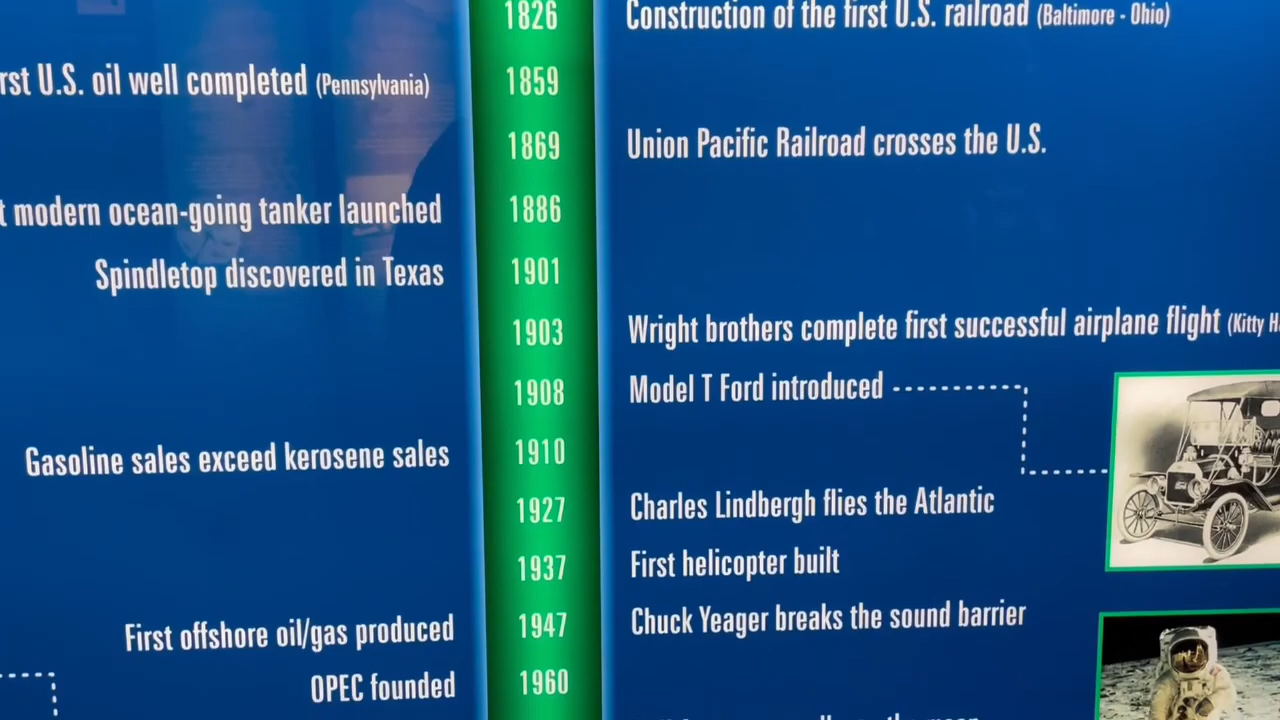 1826 Construction of the first U.S. railroad (Baltimore - Ohio)
U.S. oil well completed (Pennsylvania) 1859
1869 Union Pacific Railroad crosses the U.S.
modern ocean-going tanker launched 1886
Spindletop discovered in Texas 1901
1903 Wright brothers complete first successful airplane flight (Kitty
1908 Model T Ford introduced
Gasoline sales exceed kerosene sales 1910
1927 Charles Lindbergh flies the Atlantic
1937 First helicopter built
First offshore oil/gas produced 1947 Chuck Yeager breaks the sound barrier
OPEC founded 1960